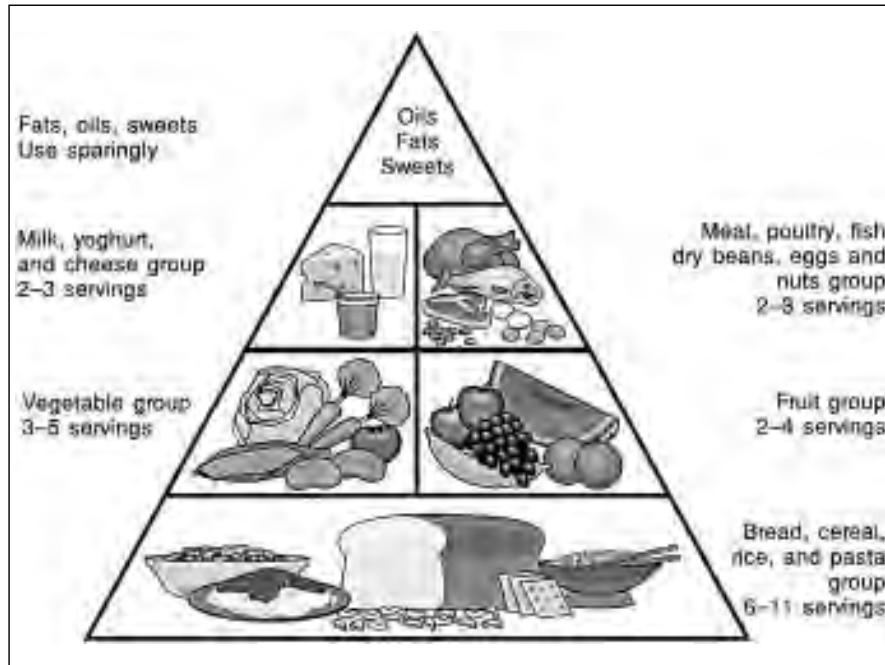 Oils
Fats
Sweets
Fats, oils, sweets
Use sparingly
Milk, yoghurt,
and cheese group
2–3 servings
Meat, poultry, fish
dry beans, eggs and
nuts group
2–3 servings
Vegetable group
3–5 servings
Fruit group
2–4 servings
Bread, cereal,
rice, and pasta
group
6–11 servings